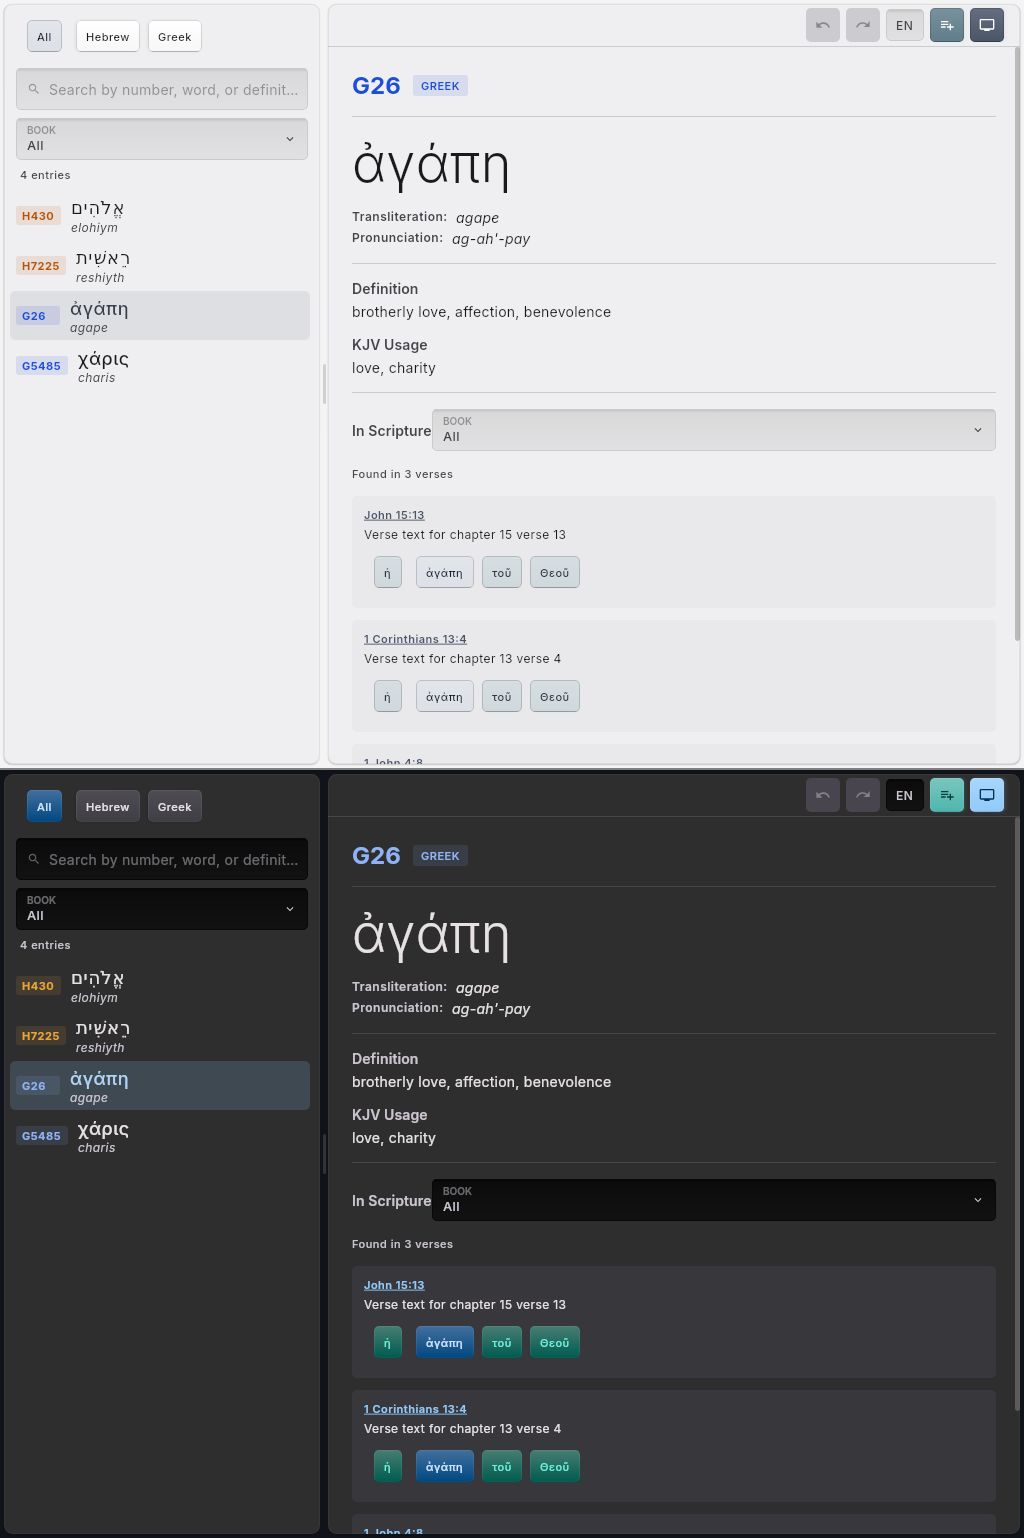 All
Hebrew
Greek
Search by number, word, or definit...
BOOK
All
4 entries
H430
אֱלֹהִים
elohiym
H7225
רֵאשִׁית
reshiyth
G26
ἀγάπη
agape
G5485
χάρις
charis
EN
G26
GREEK
ἀγάπη
Transliteration: agape
Pronunciation: ag-ah'-pay
Definition
brotherly love, affection, benevolence
KJV Usage
love, charity
In Scripture
BOOK
All
Found in 3 verses
John 15:13
Verse text for chapter 15 verse 13
ἡ ἀγάπη τοῦ Θεοῦ
1 Corinthians 13:4
Verse text for chapter 13 verse 4
ἡ ἀγάπη τοῦ Θεοῦ
1 John 4:8
All
Hebrew
Greek
Search by number, word, or definit...
BOOK
All
4 entries
H430
אֱלֹהִים
elohiym
H7225
רֵאשִׁית
reshiyth
G26
ἀγάπη
agape
G5485
χάρις
charis
EN
G26
GREEK
ἀγάπη
Transliteration: agape
Pronunciation: ag-ah'-pay
Definition
brotherly love, affection, benevolence
KJV Usage
love, charity
In Scripture
BOOK
All
Found in 3 verses
John 15:13
Verse text for chapter 15 verse 13
ἡ ἀγάπη τοῦ Θεοῦ
1 Corinthians 13:4
Verse text for chapter 13 verse 4
ἡ ἀγάπη τοῦ Θεοῦ
1 John 4:8